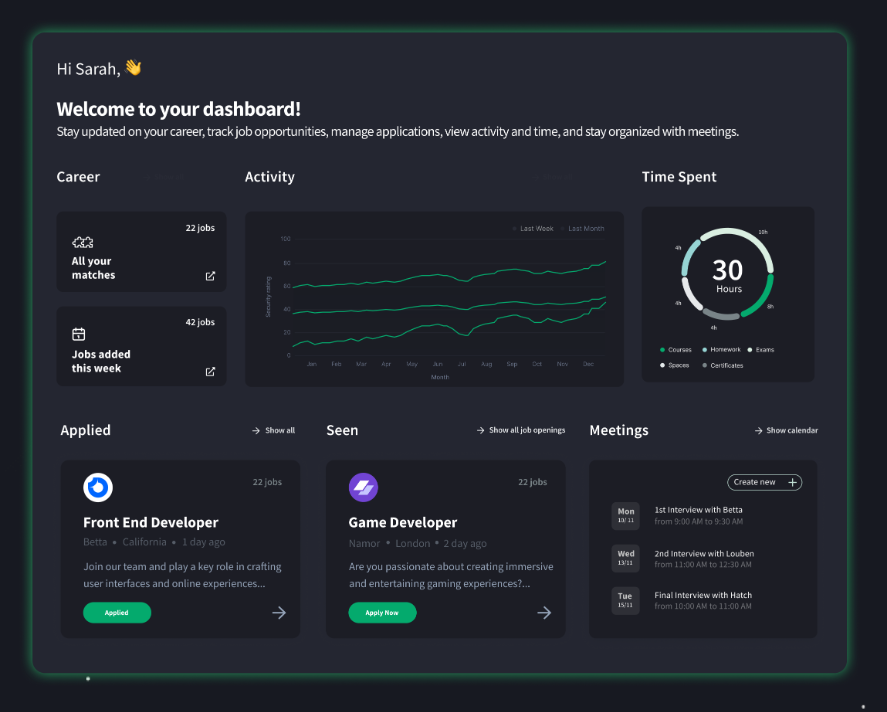 Hi Sarah, 👋
Welcome to your dashboard!
Stay updated on your career, track job opportunities, manage applications, view activity and time, and stay organized with meetings.
Career
22 jobs
All your
matches
42 jobs
Jobs added
this week
Activity
Last Week Last Month
100
80
60
40
20
0
Security rating
Jan Feb Mar Apr May Jun Jul Aug Sep Oct Nov Dec
Month
Time Spent
10h
4h
30
Hours
4h
8h
4h
Courses Homework Exams
Spaces Certificates
Applied
Show all
22 jobs
Front End Developer
Betta • California • 1 day ago
Join our team and play a key role in crafting
user interfaces and online experiences...
Applied
Seen
Show all job openings
22 jobs
Game Developer
Namor • London • 2 day ago
Are you passionate about creating immersive
and entertaining gaming experiences?...
Apply Now
Meetings
Show calendar
Create new
Mon
10/ 11
1st Interview with Betta
from 9:00 AM to 9:30 AM
Wed
13/11
2nd Interview with Louben
from 11:00 AM to 12:30 AM
Tue
15/11
Final Interview with Hatch
from 10:00 AM to 11:00 AM